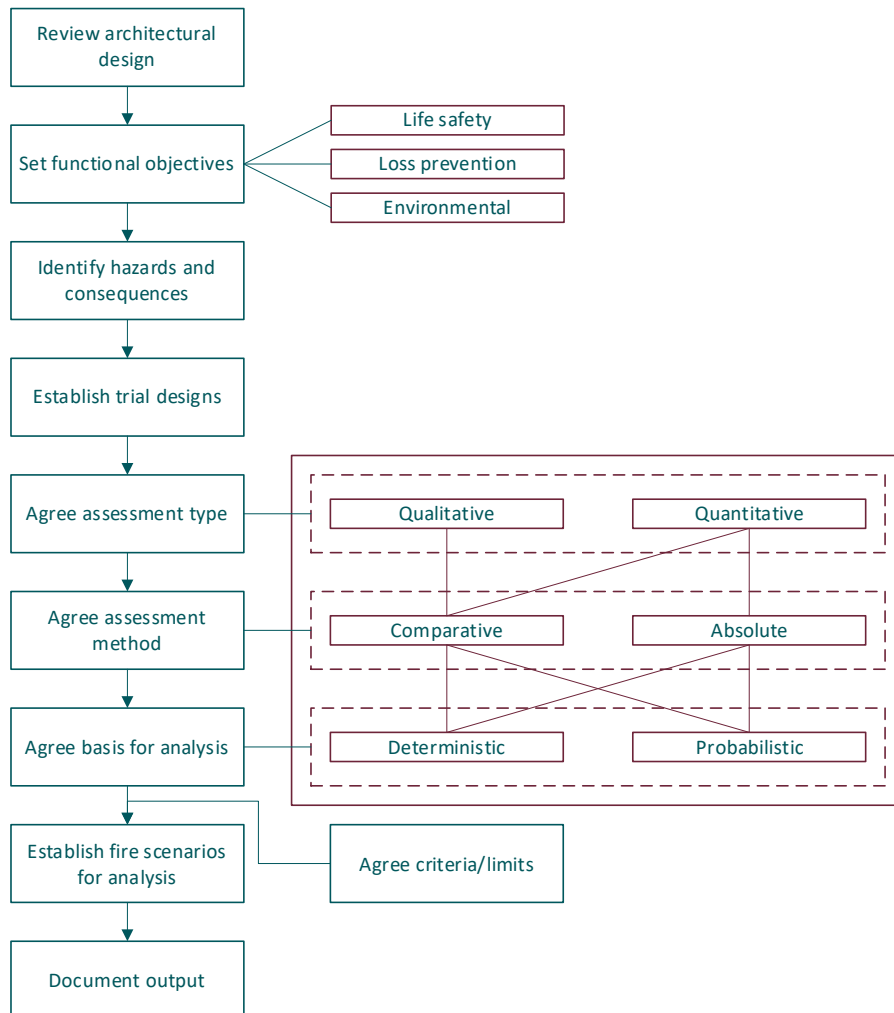 Review architectural
design
Set functional objectives
Life safety
Loss prevention
Environmental
Identify hazards and
consequences
Establish trial designs
Agree assessment type
Qualitative
Quantitative
Agree assessment
method
Comparative
Absolute
Agree basis for analysis
Deterministic
Probabilistic
Establish fire scenarios
for analysis
Agree criteria/limits
Document output